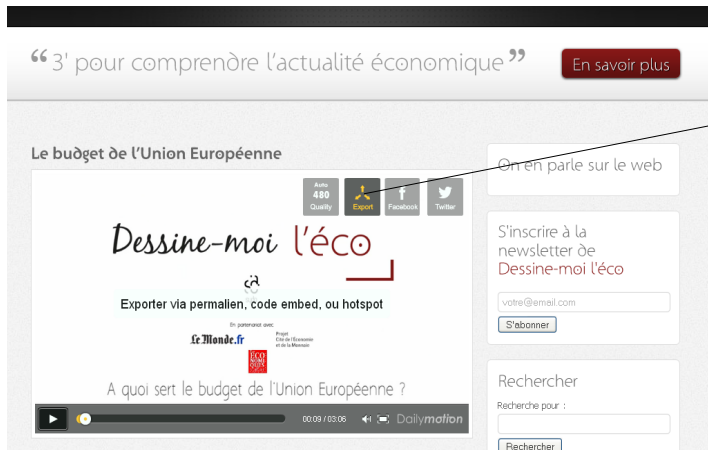 “3' pour comprendre l'actualité économique”
En savoir plus
Le budget de l'Union Européenne
On en parle sur le web
Auto
480
Quality
Export
Facebook
Twitter
Dessine-moi l'éco
Exporter via permalien, code embed, ou hotspot
En partenariat avec
Le Monde.fr
Projet
Cité de l'Economie
et de la Monnaie
ÉCO
NOMI
QUES
A quoi sert le budget de l'Union Européenne ?
00:09 / 03:06
Dailymotion
S'inscrire à la
newsletter de
Dessine-moi l'éco
votre@email.com
S'abonner
Rechercher
Recherche pour :
Rechercher